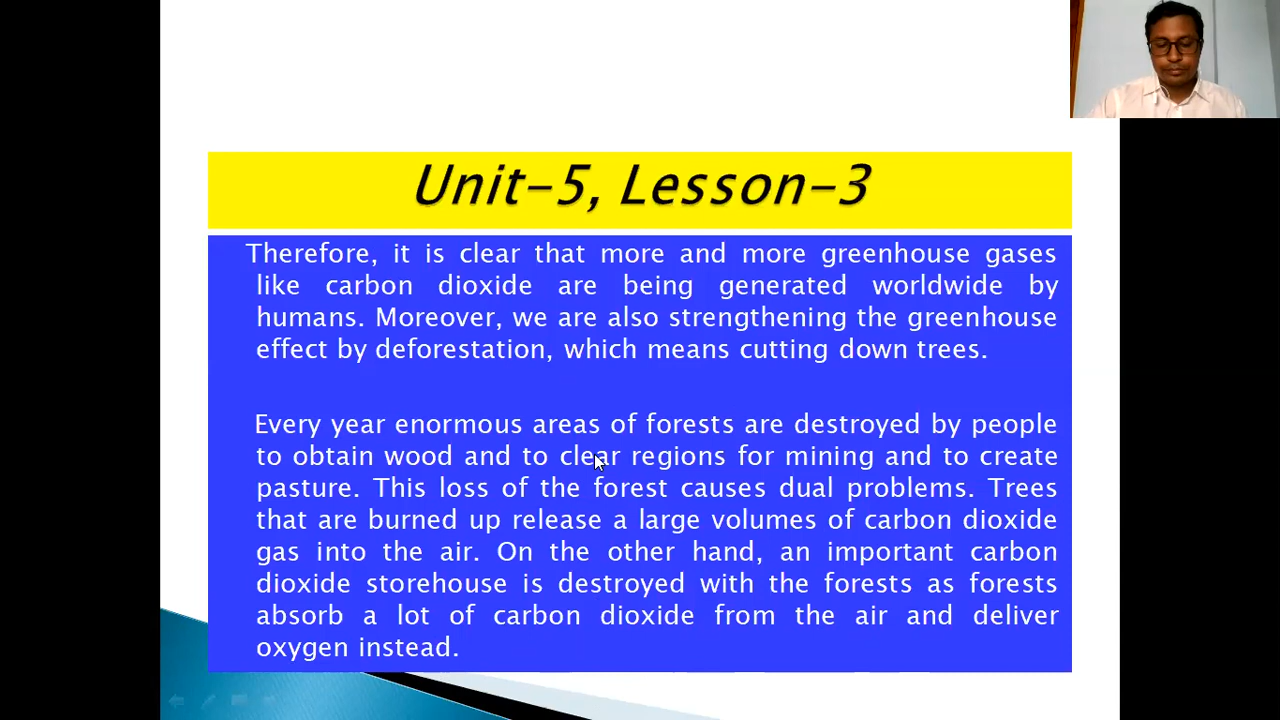 Unit-5, Lesson-3
Therefore, it is clear that more and more greenhouse gases
like carbon dioxide are being generated worldwide by
humans. Moreover, we are also strengthening the greenhouse
effect by deforestation, which means cutting down trees.
Every year enormous areas of forests are destroyed by people
to obtain wood and to clear regions for mining and to create
pasture. This loss of the forest causes dual problems. Trees
that are burned up release a large volumes of carbon dioxide
gas into the air. On the other hand, an important carbon
dioxide storehouse is destroyed with the forests as forests
absorb a lot of carbon dioxide from the air and deliver
oxygen instead.